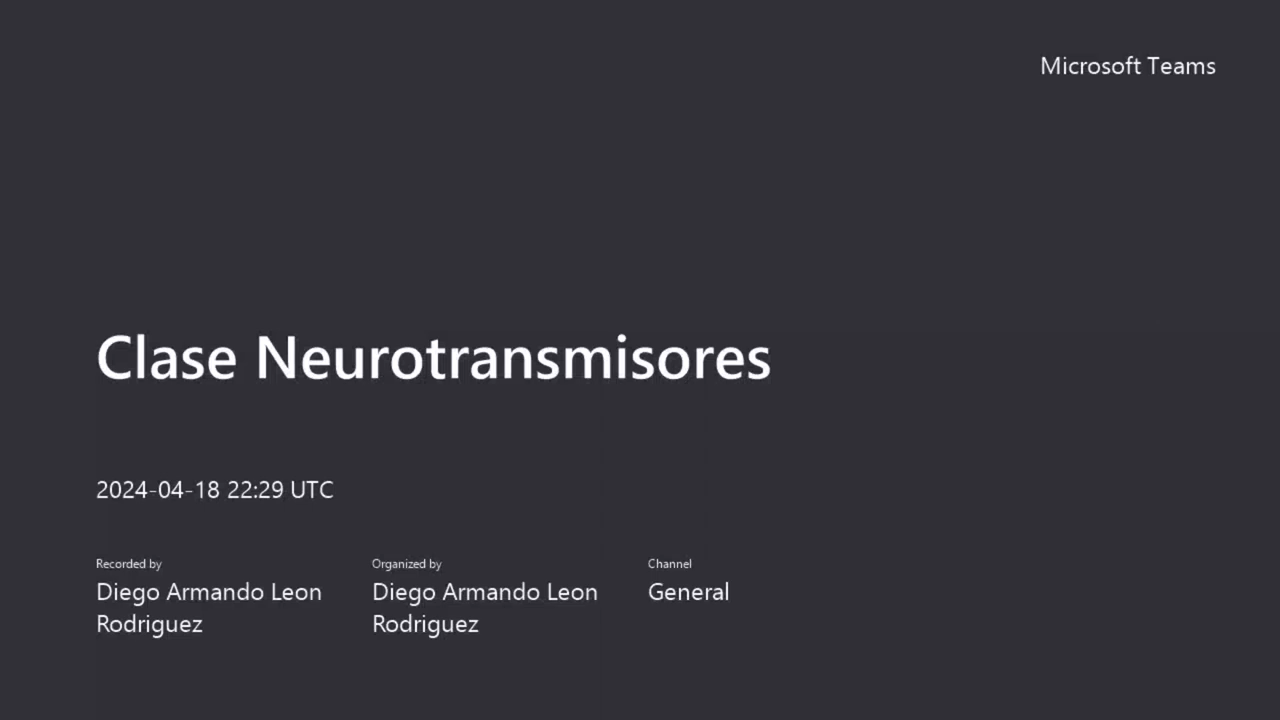 Microsoft Teams
Clase Neurotransmisores
2024-04-18 22:29 UTC
Recorded by
Diego Armando Leon
Rodriguez
Organized by
Diego Armando Leon
Rodriguez
Channel
General